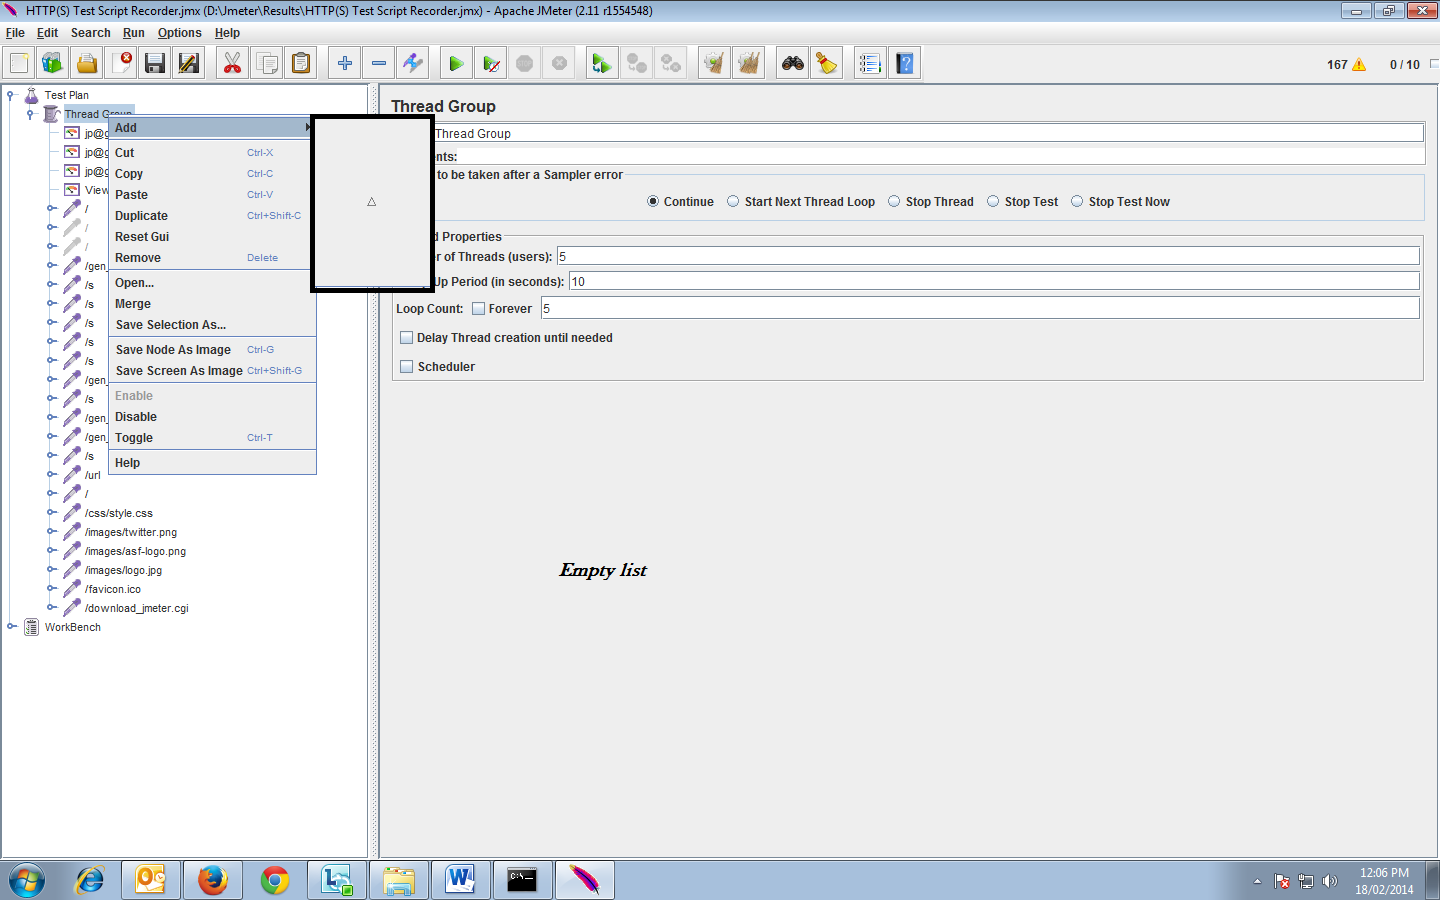 HTTP(S) Test Script Recorder.jmx (D:\Jmeter\Results\HTTP(S) Test Script Recorder.jmx) - Apache JMeter (2.11 r1554548)
File Edit Search Run Options Help
167 0 / 10
Test Plan
Thread Group
jp@g
jp@g
jp@g
View
/
/
/
/gen_
/s
/s
/s
/s
/s
/gen_
/s
/gen_
/gen_
/s
/url
/
/css/style.css
/images/twitter.png
/images/asf-logo.png
/images/logo.jpg
/favicon.ico
/download_jmeter.cgi
WorkBench
Add
Cut Ctrl-X
Copy Ctrl-C
Paste Ctrl-V
Duplicate Ctrl+Shift-C
Reset Gui
Remove Delete
Open...
Merge
Save Selection As...
Save Node As Image Ctrl-G
Save Screen As Image Ctrl+Shift-G
Enable
Disable
Toggle Ctrl-T
Help
Thread Group
Thread Group
nts:
to be taken after a Sampler error
Continue Start Next Thread Loop Stop Thread Stop Test Stop Test Now
d Properties
r of Threads (users): 5
Up Period (in seconds): 10
Loop Count: Forever 5
Delay Thread creation until needed
Scheduler
Empty list
12:06 PM
18/02/2014